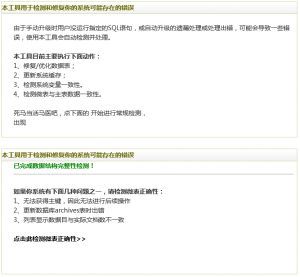 本工具用于检测和修复你的系统可能存在的错误
由于手动升级时用户没运行指定的SQL语句，或自动升级的遗漏处理或处理出错，可能会导致一些错
误，使用本工具会自动检测并处理。
本工具目前主要执行下面动作：
1、修复/优化数据表；
2、更新系统缓存；
3、检测系统变量一致性。
4、检测微表与主表数据一致性。
死马当活马医吧，点下面的 开始进行常规检测，
出现
本工具用于检测和修复你的系统可能存在的错误
已完成数据结构完整性检测！
如果你系统有下面几种问题之一，请检测微表正确性：
1、无法获得主键，因此无法进行后续操作
2、更新数据库archives表时出错
3、列表显示数据目与实际文档数不一致
点击此检测微表正确性>>